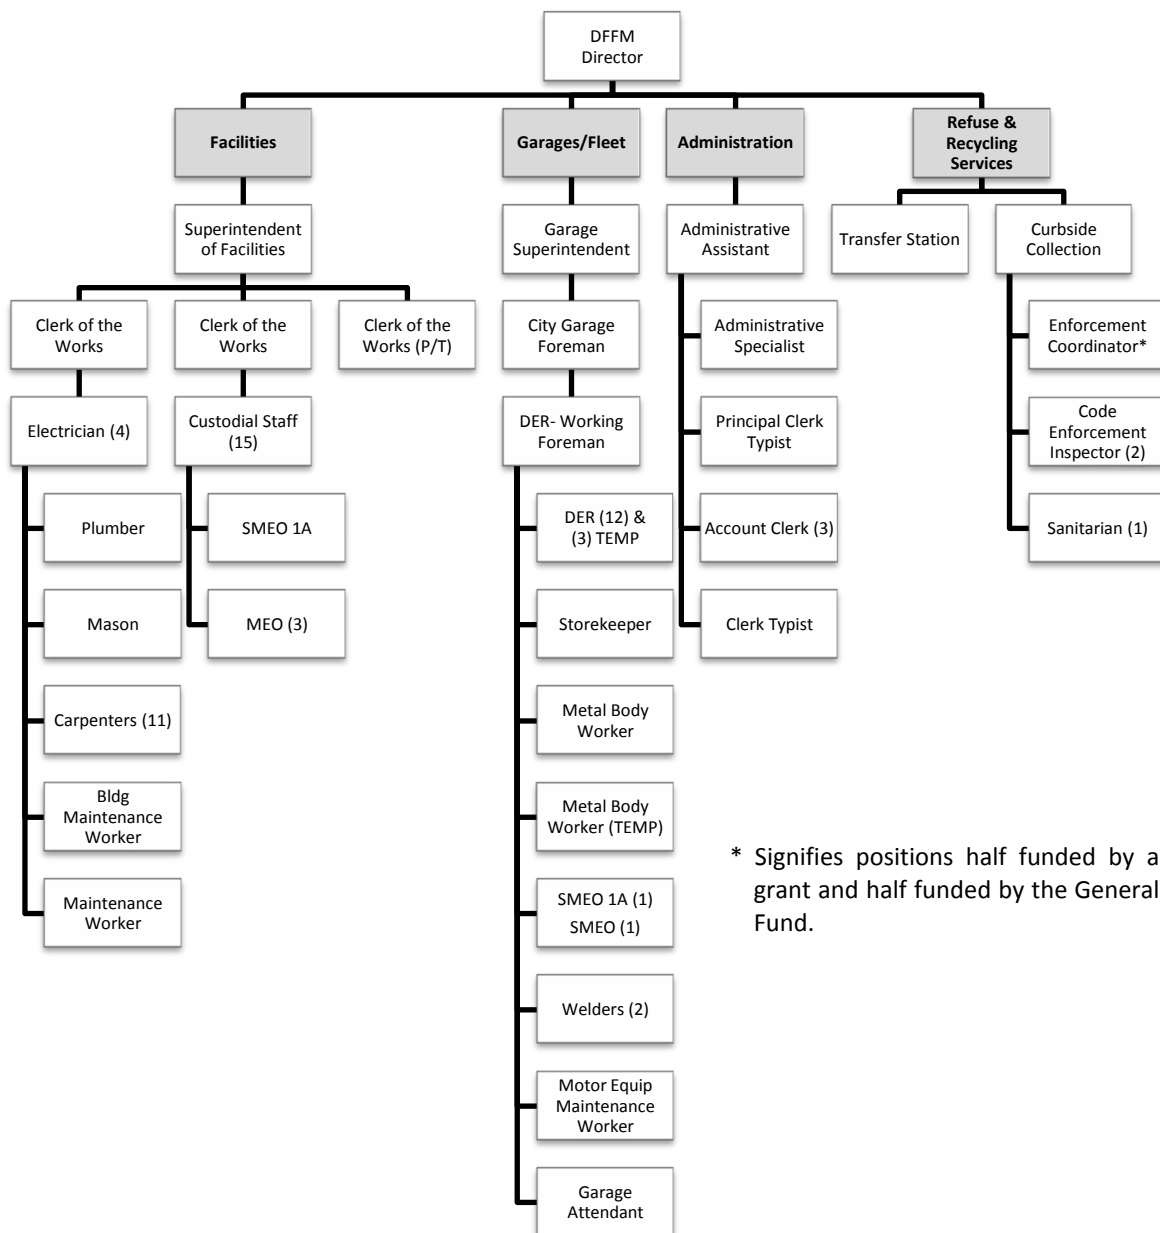 DFFM
Director
Facilities
Garages/Fleet
Administration
Refuse &
Recycling
Services
Superintendent
of Facilities
Garage
Superintendent
Administrative
Assistant
Transfer Station
Curbside
Collection
Clerk of the
Works
Clerk of the
Works
Clerk of the
Works (P/T)
City Garage
Foreman
Administrative
Specialist
Enforcement
Coordinator*
Electrician (4)
Custodial Staff
(15)
DER- Working
Foreman
Principal Clerk
Typist
Code
Enforcement
Inspector (2)
Plumber
SMEO 1A
DER (12) &
(3) TEMP
Account Clerk (3)
Sanitarian (1)
Mason
MEO (3)
Storekeeper
Clerk Typist
Carpenters (11)
Metal Body
Worker
Bldg
Maintenance
Worker
Metal Body
Worker (TEMP)
* Signifies positions half funded by a
grant and half funded by the General
Fund.
Maintenance
Worker
SMEO 1A (1)
SMEO (1)
Welders (2)
Motor Equip
Maintenance
Worker
Garage
Attendant